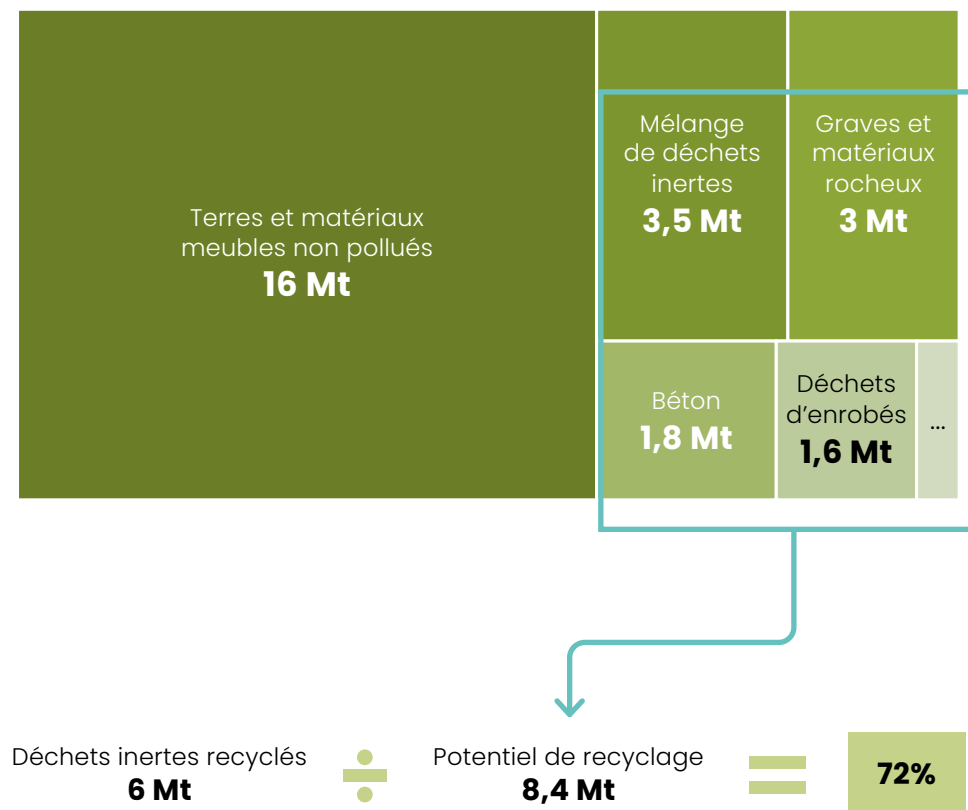 Terres et matériaux
meubles non pollués
16 Mt
Mélange
de déchets
inertes
3,5 Mt
Graves et
matériaux
rocheux
3 Mt
Béton
1,8 Mt
Déchets
d’enrobés
1,6 Mt
...
Déchets inertes recyclés
6 Mt
÷
Potentiel de recyclage
8,4 Mt
=
72%